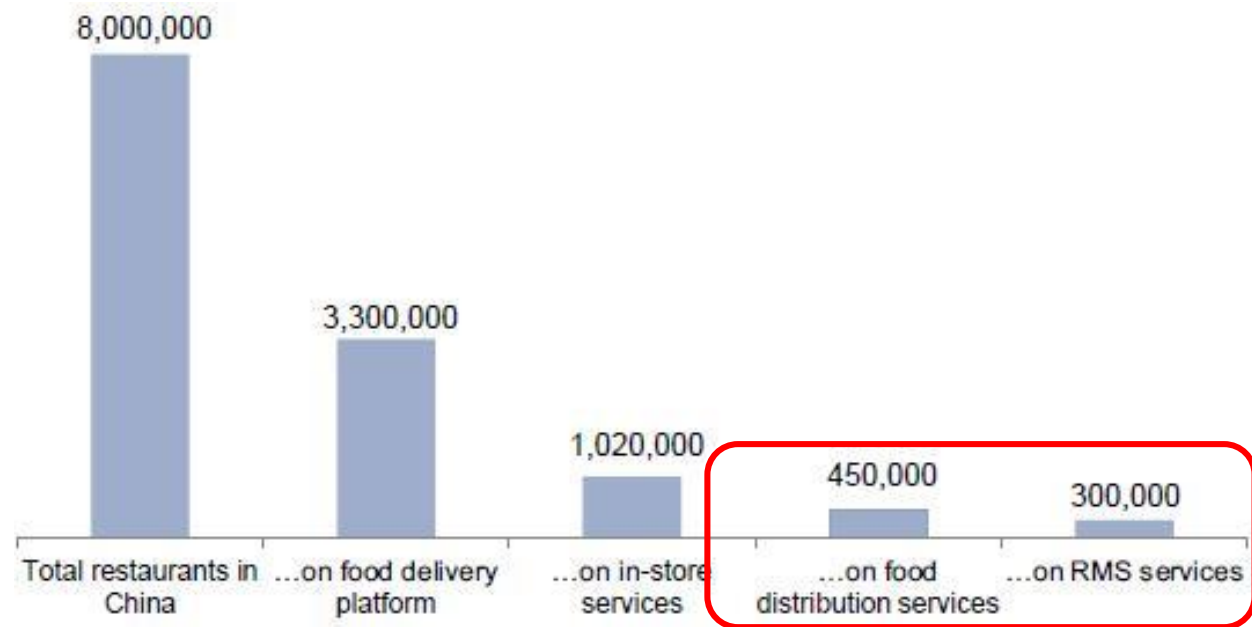 8,000,000
3,300,000
1,020,000
450,000
300,000
Total restaurants in
China
...on food delivery
platform
...on in-store
services
...on food
distribution services
...on RMS services